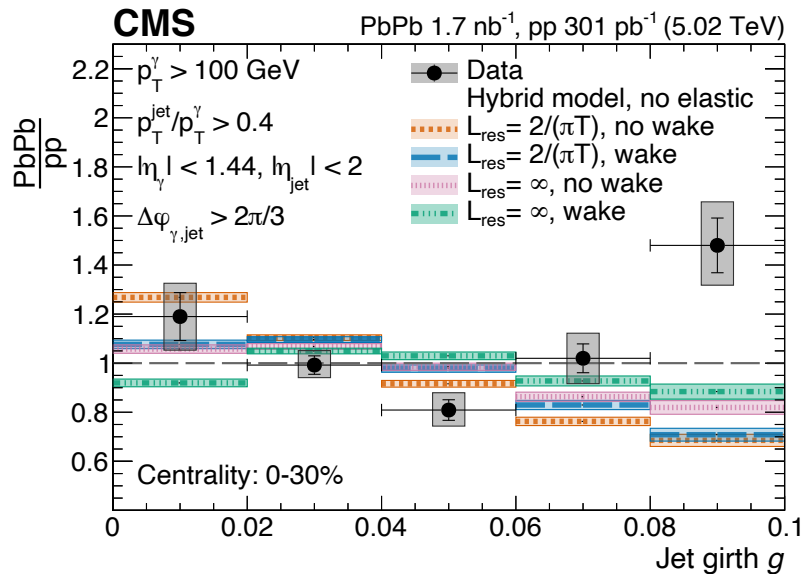 CMS
PbPb 1.7 nb⁻¹, pp 301 pb⁻¹ (5.02 TeV)
p_T^γ > 100 GeV
p_T^jet/p_T^γ > 0.4
|η_γ| < 1.44, |η_jet| < 2
Δφ_γ,jet > 2π/3
Data
Hybrid model, no elastic
L_res= 2/(πT), no wake
L_res= 2/(πT), wake
L_res= ∞, no wake
L_res= ∞, wake
PbPb
pp
2.2
2
1.8
1.6
1.4
1.2
1
0.8
0.6
Centrality: 0-30%
0 0.02 0.04 0.06 0.08 0.1
Jet girth g